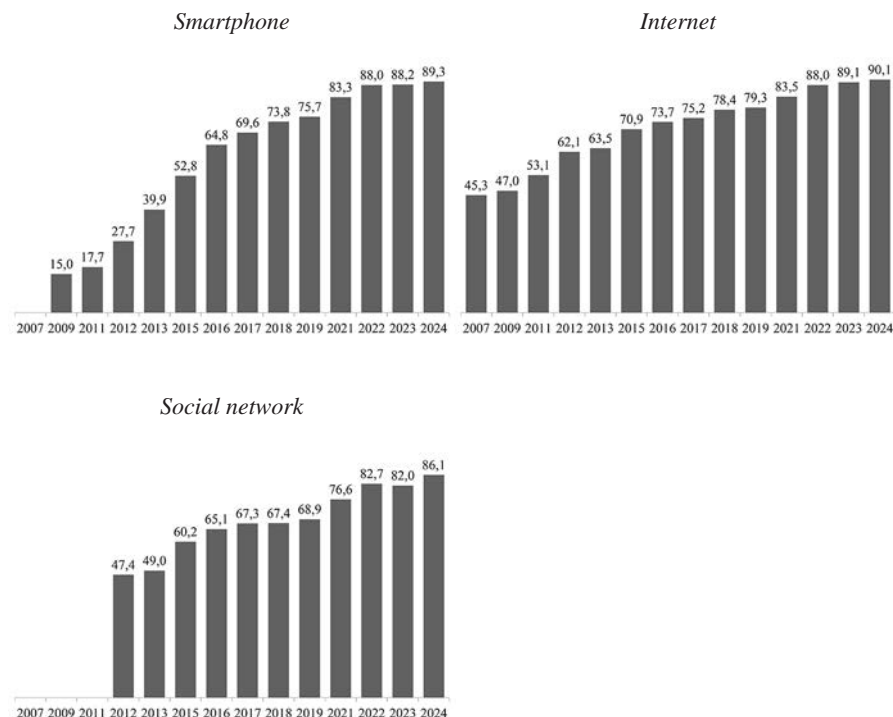 Smartphone
15,0 17,7 27,7 39,9 52,8 64,8 69,6 73,8 75,7 83,3 88,0 88,2 89,3
2007 2009 2011 2012 2013 2015 2016 2017 2018 2019 2021 2022 2023 2024
Internet
45,3 47,0 53,1 62,1 63,5 70,9 73,7 75,2 78,4 79,3 83,5 88,0 89,1 90,1
2007 2009 2011 2012 2013 2015 2016 2017 2018 2019 2021 2022 2023 2024
Social network
47,4 49,0 60,2 65,1 67,3 67,4 68,9 76,6 82,7 82,0 86,1
2007 2009 2011 2012 2013 2015 2016 2017 2018 2019 2021 2022 2023 2024